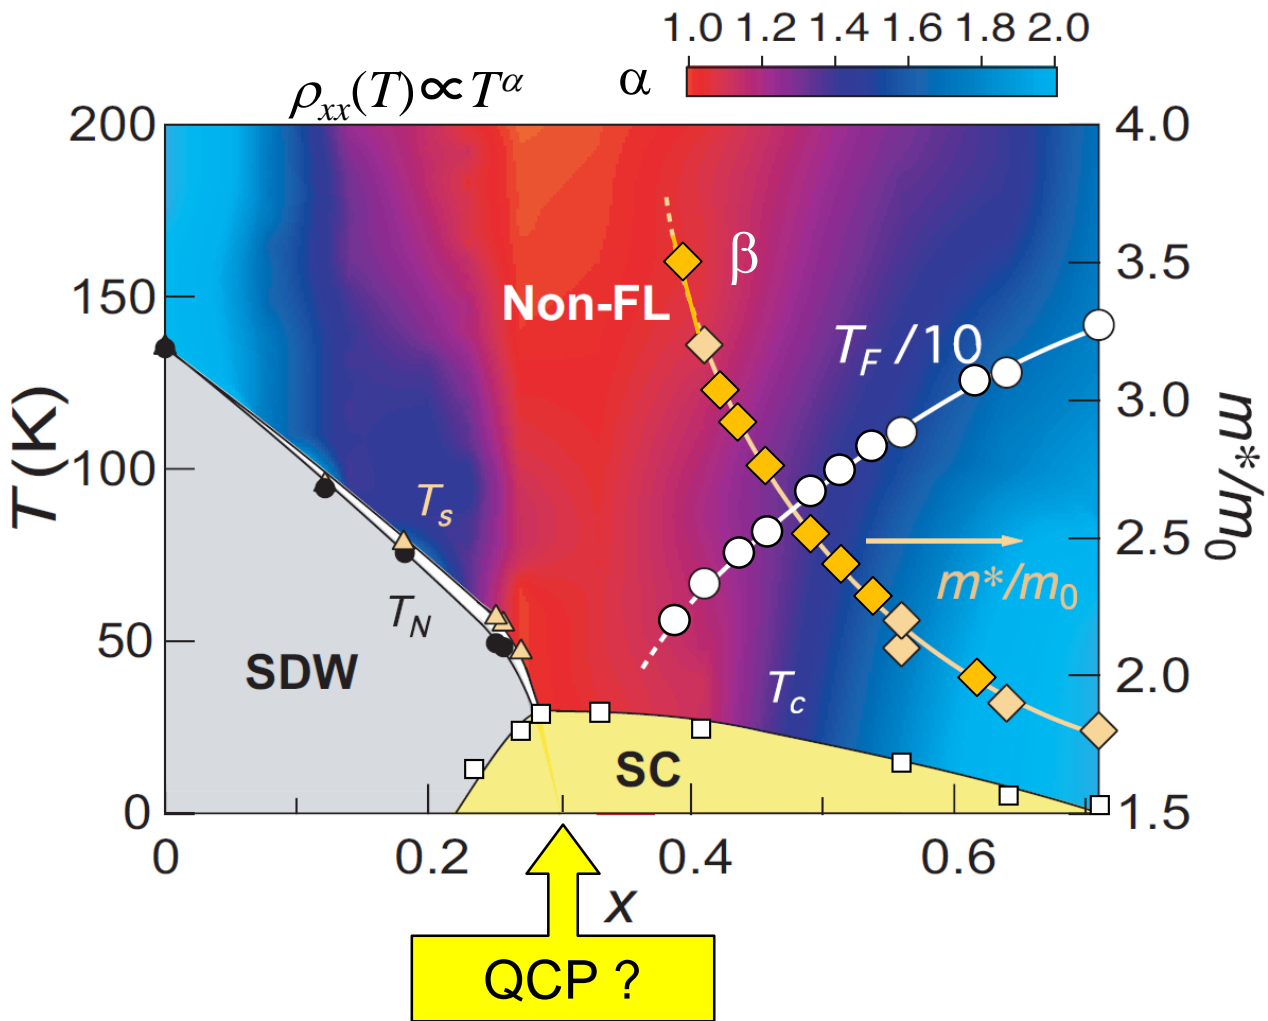 1.0 1.2 1.4 1.6 1.8 2.0
ρxx(T)∝Tα α
200 4.0
β
3.5
150
Non-FL
TF /10
3.0
T (K)
m*/m0
100
Ts
2.5
m*/m0
TN
50
SDW
2.0
Tc
SC
0 1.5
0 0.2 0.4 0.6
x
QCP ?